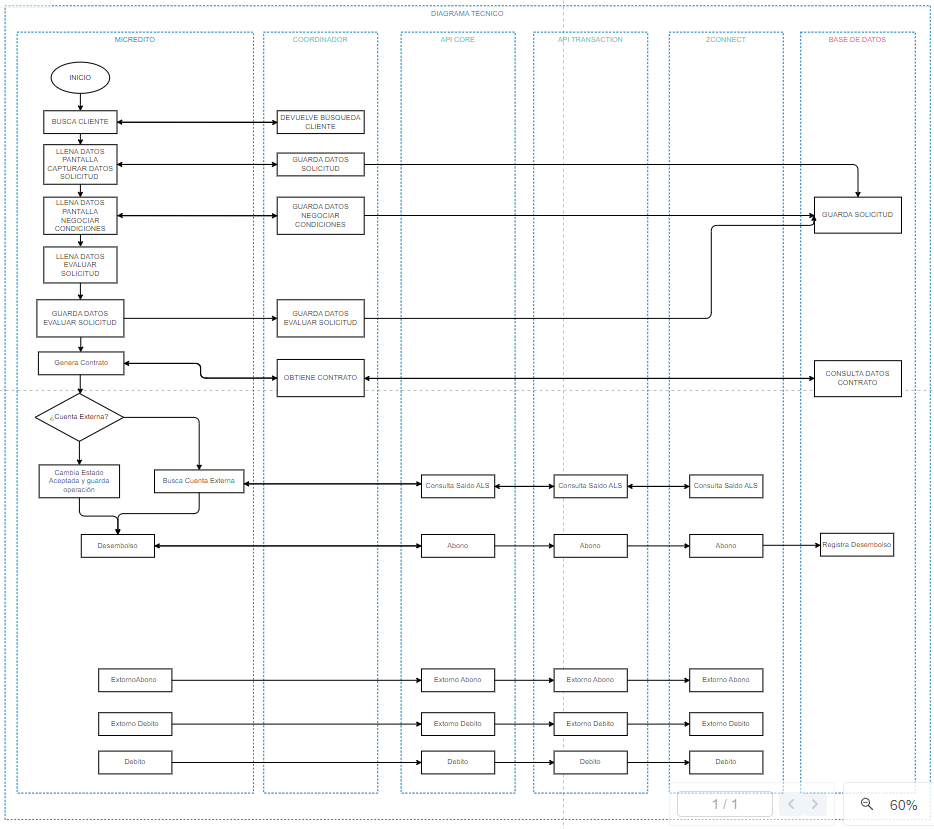 DIAGRAMA TECNICO
MICREDITO
COORDINADOR
API CORE
API TRANSACTION
ZCONNECT
BASE DE DATOS
INICIO
BUSCA CLIENTE
DEVUELVE BÚSQUEDA
CLIENTE
LLENA DATOS
PANTALLA
CAPTURAR DATOS
SOLICITUD
GUARDA DATOS
SOLICITUD
LLENA DATOS
PANTALLA
NEGOCIAR
CONDICIONES
GUARDA DATOS
NEGOCIAR
CONDICIONES
GUARDA SOLICITUD
LLENA DATOS
EVALUAR
SOLICITUD
GUARDA DATOS
EVALUAR SOLICITUD
GUARDA DATOS
EVALUAR SOLICITUD
Genera Contrato
OBTIENE CONTRATO
CONSULTA DATOS
CONTRATO
¿Cuenta Externa?
Cambia Estado
Aceptada y guarda
operación
Busca Cuenta Externa
Consulta Saldo ALS
Consulta Saldo ALS
Consulta Saldo ALS
Desembolso
Abono
Abono
Abono
Registra Desembolso
ExtornoAbono
Extorno Abono
Extorno Abono
Extorno Abono
Extorno Debito
Extorno Debito
Extorno Debito
Extorno Debito
Debito
Debito
Debito
Debito
1 / 1
60%